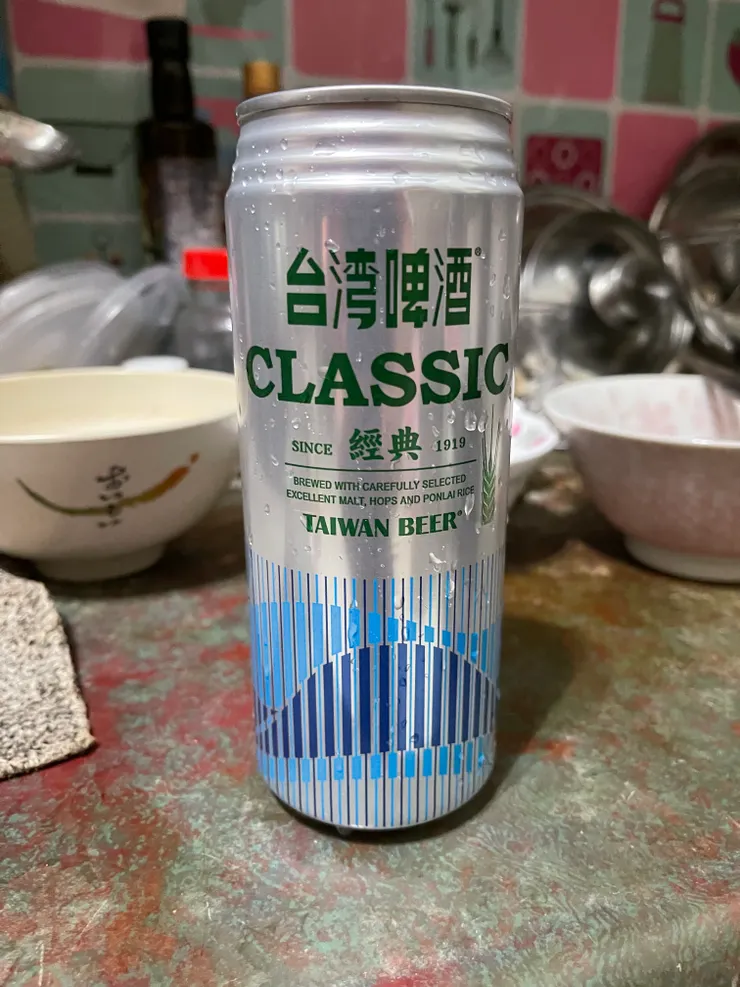 台湾啤酒®
CLASSIC
SINCE 經典 1919
BREWED WITH CAREFULLY SELECTED
EXCELLENT MALT, HOPS AND PONLAI RICE
TAIWAN BEER®